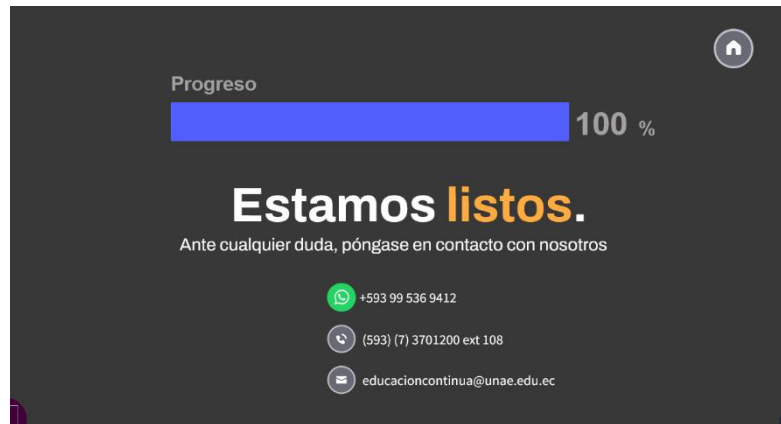 Progreso
100 %
Estamos listos.
Ante cualquier duda, póngase en contacto con nosotros
+593 99 536 9412
(593) (7) 3701200 ext 108
educacioncontinua@unae.edu.ec